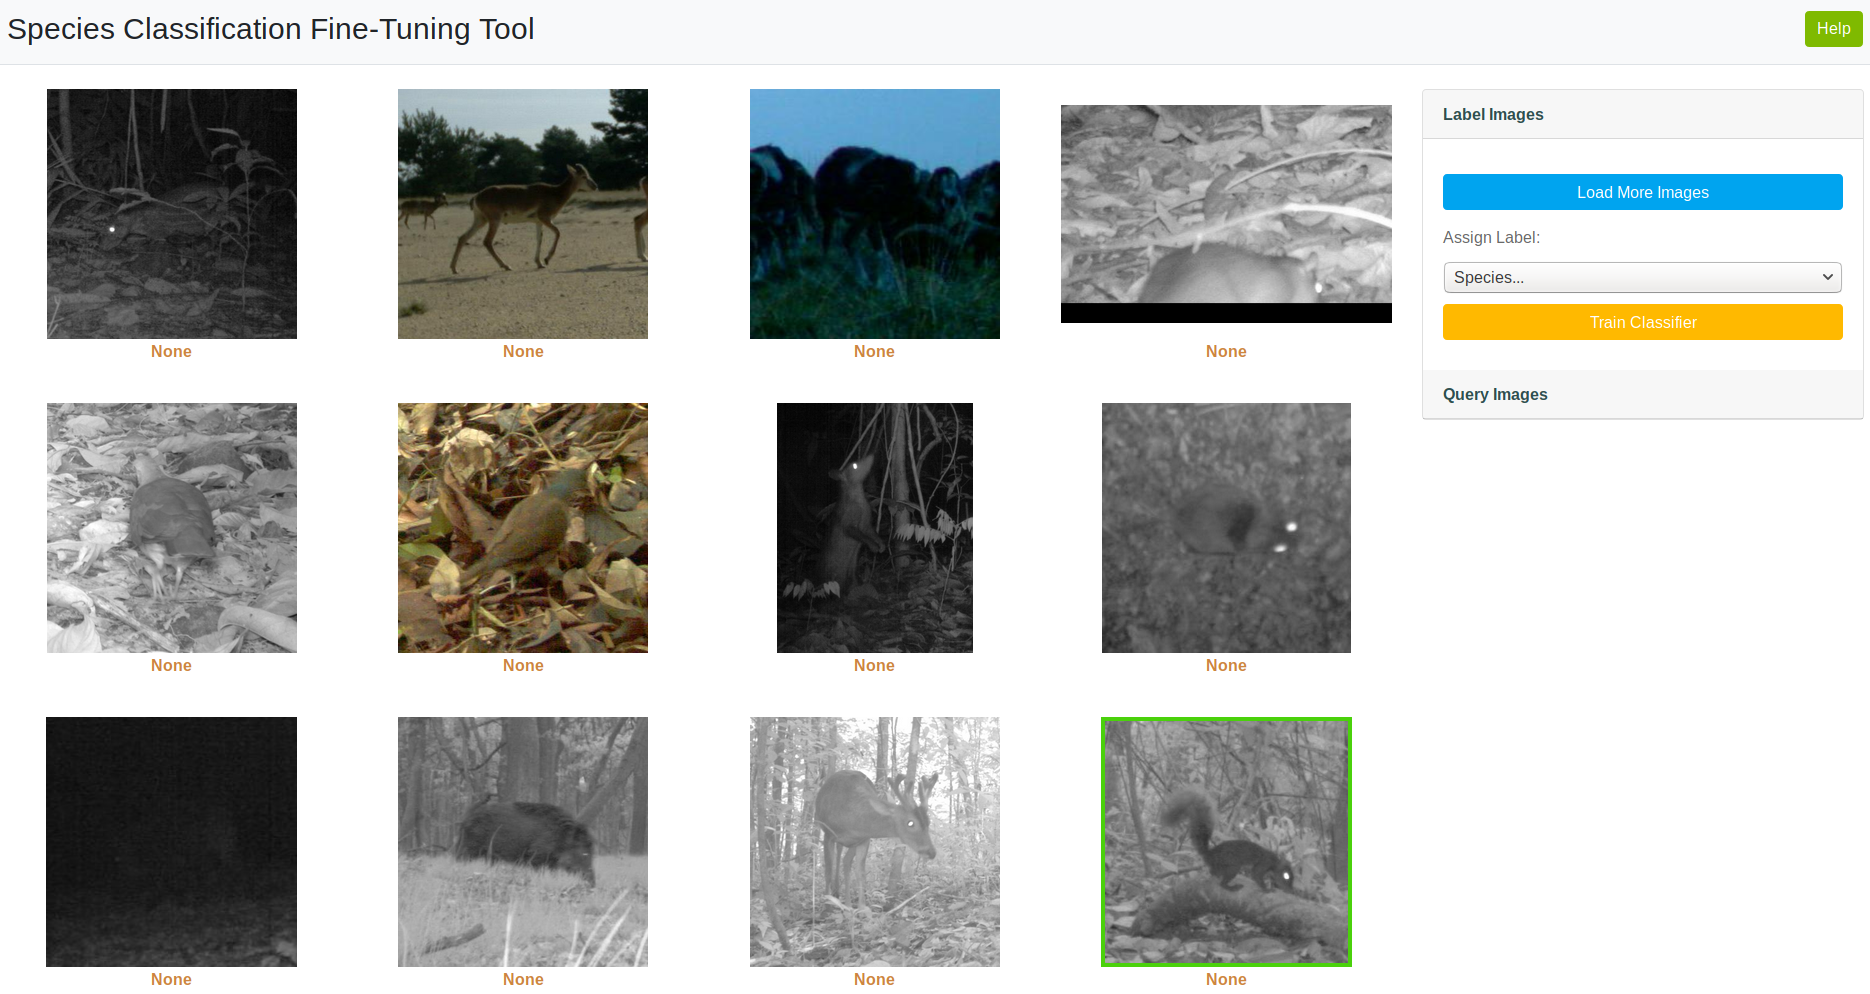 Species Classification Fine-Tuning Tool
Help
None
None
None
None
None
None
None
None
None
None
None
None
Label Images
Load More Images
Assign Label:
Species...
Train Classifier
Query Images